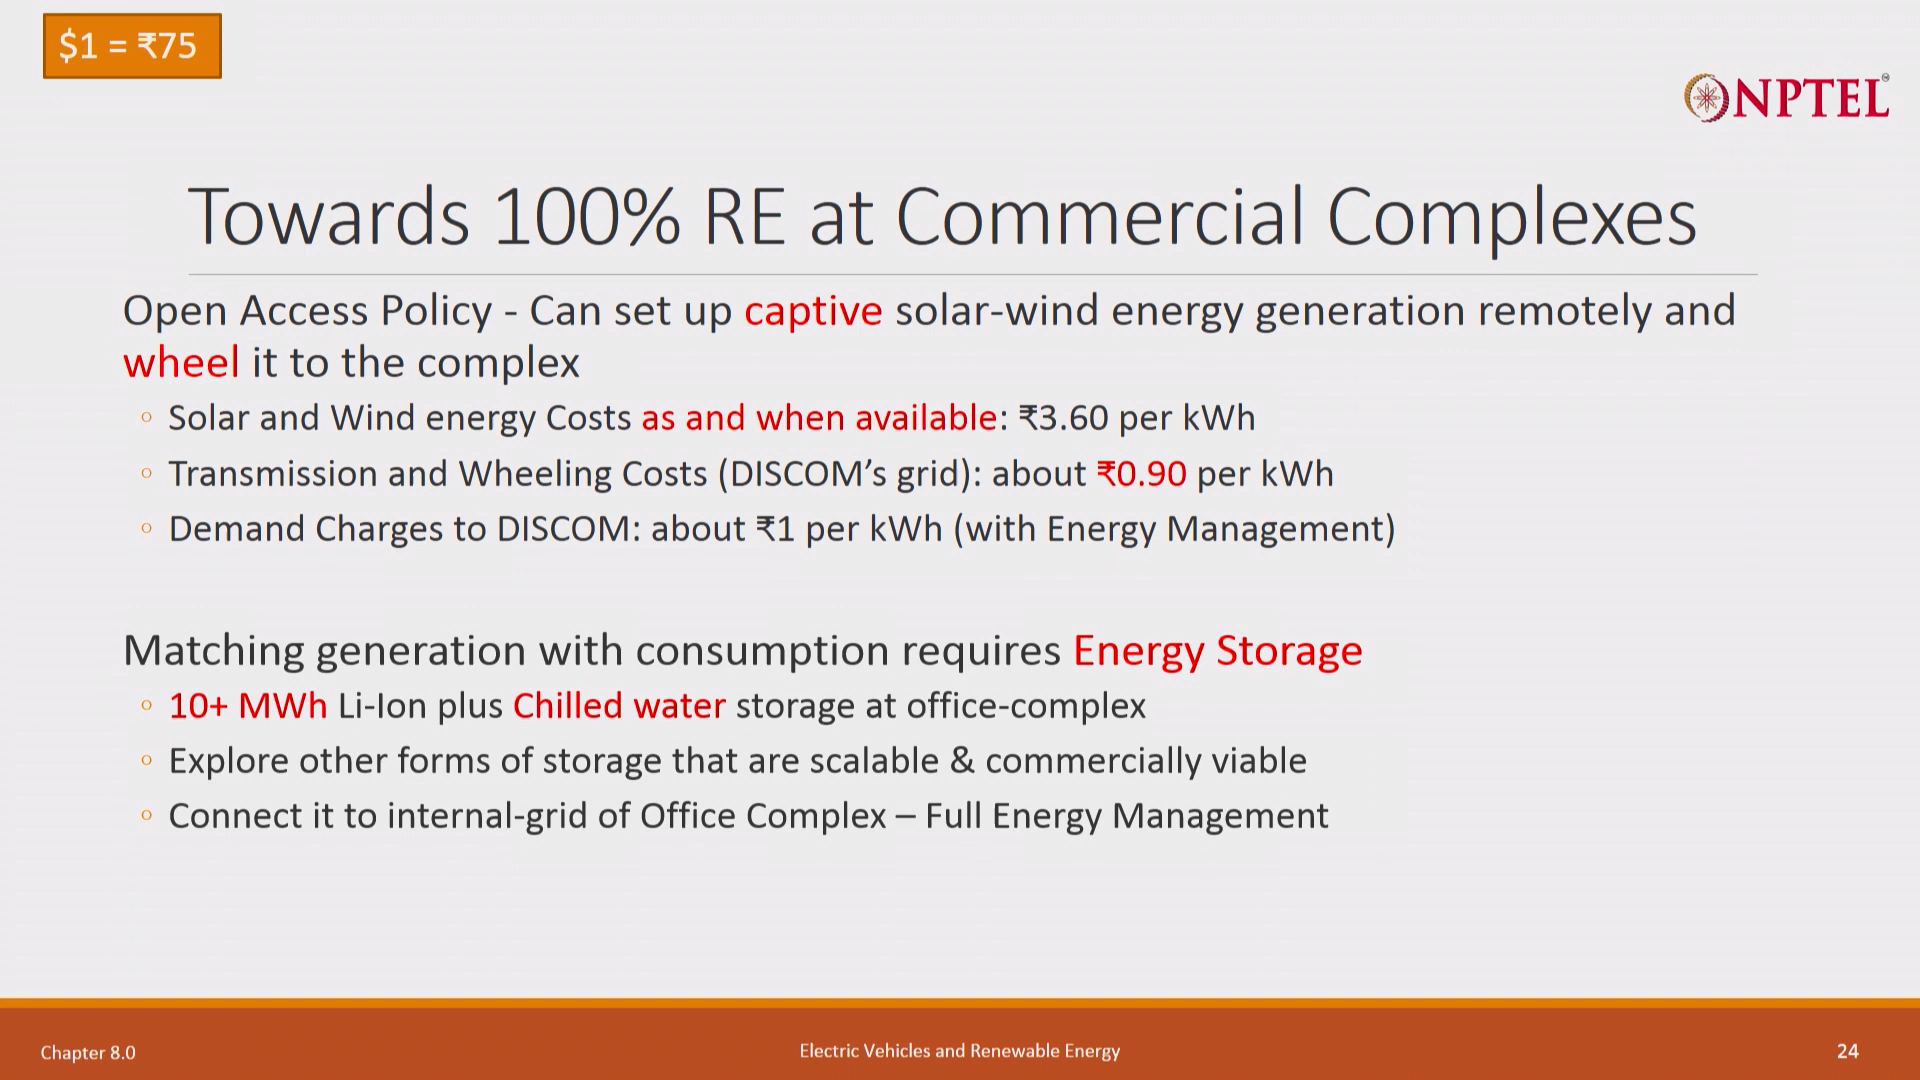 $1 = ₹75
NPTEL
Towards 100% RE at Commercial Complexes
Open Access Policy - Can set up captive solar-wind energy generation remotely and
wheel it to the complex
◦ Solar and Wind energy Costs as and when available: ₹3.60 per kWh
◦ Transmission and Wheeling Costs (DISCOM’s grid): about ₹0.90 per kWh
◦ Demand Charges to DISCOM: about ₹1 per kWh (with Energy Management)
Matching generation with consumption requires Energy Storage
◦ 10+ MWh Li-Ion plus Chilled water storage at office-complex
◦ Explore other forms of storage that are scalable & commercially viable
◦ Connect it to internal-grid of Office Complex – Full Energy Management
Chapter 8.0
Electric Vehicles and Renewable Energy
24